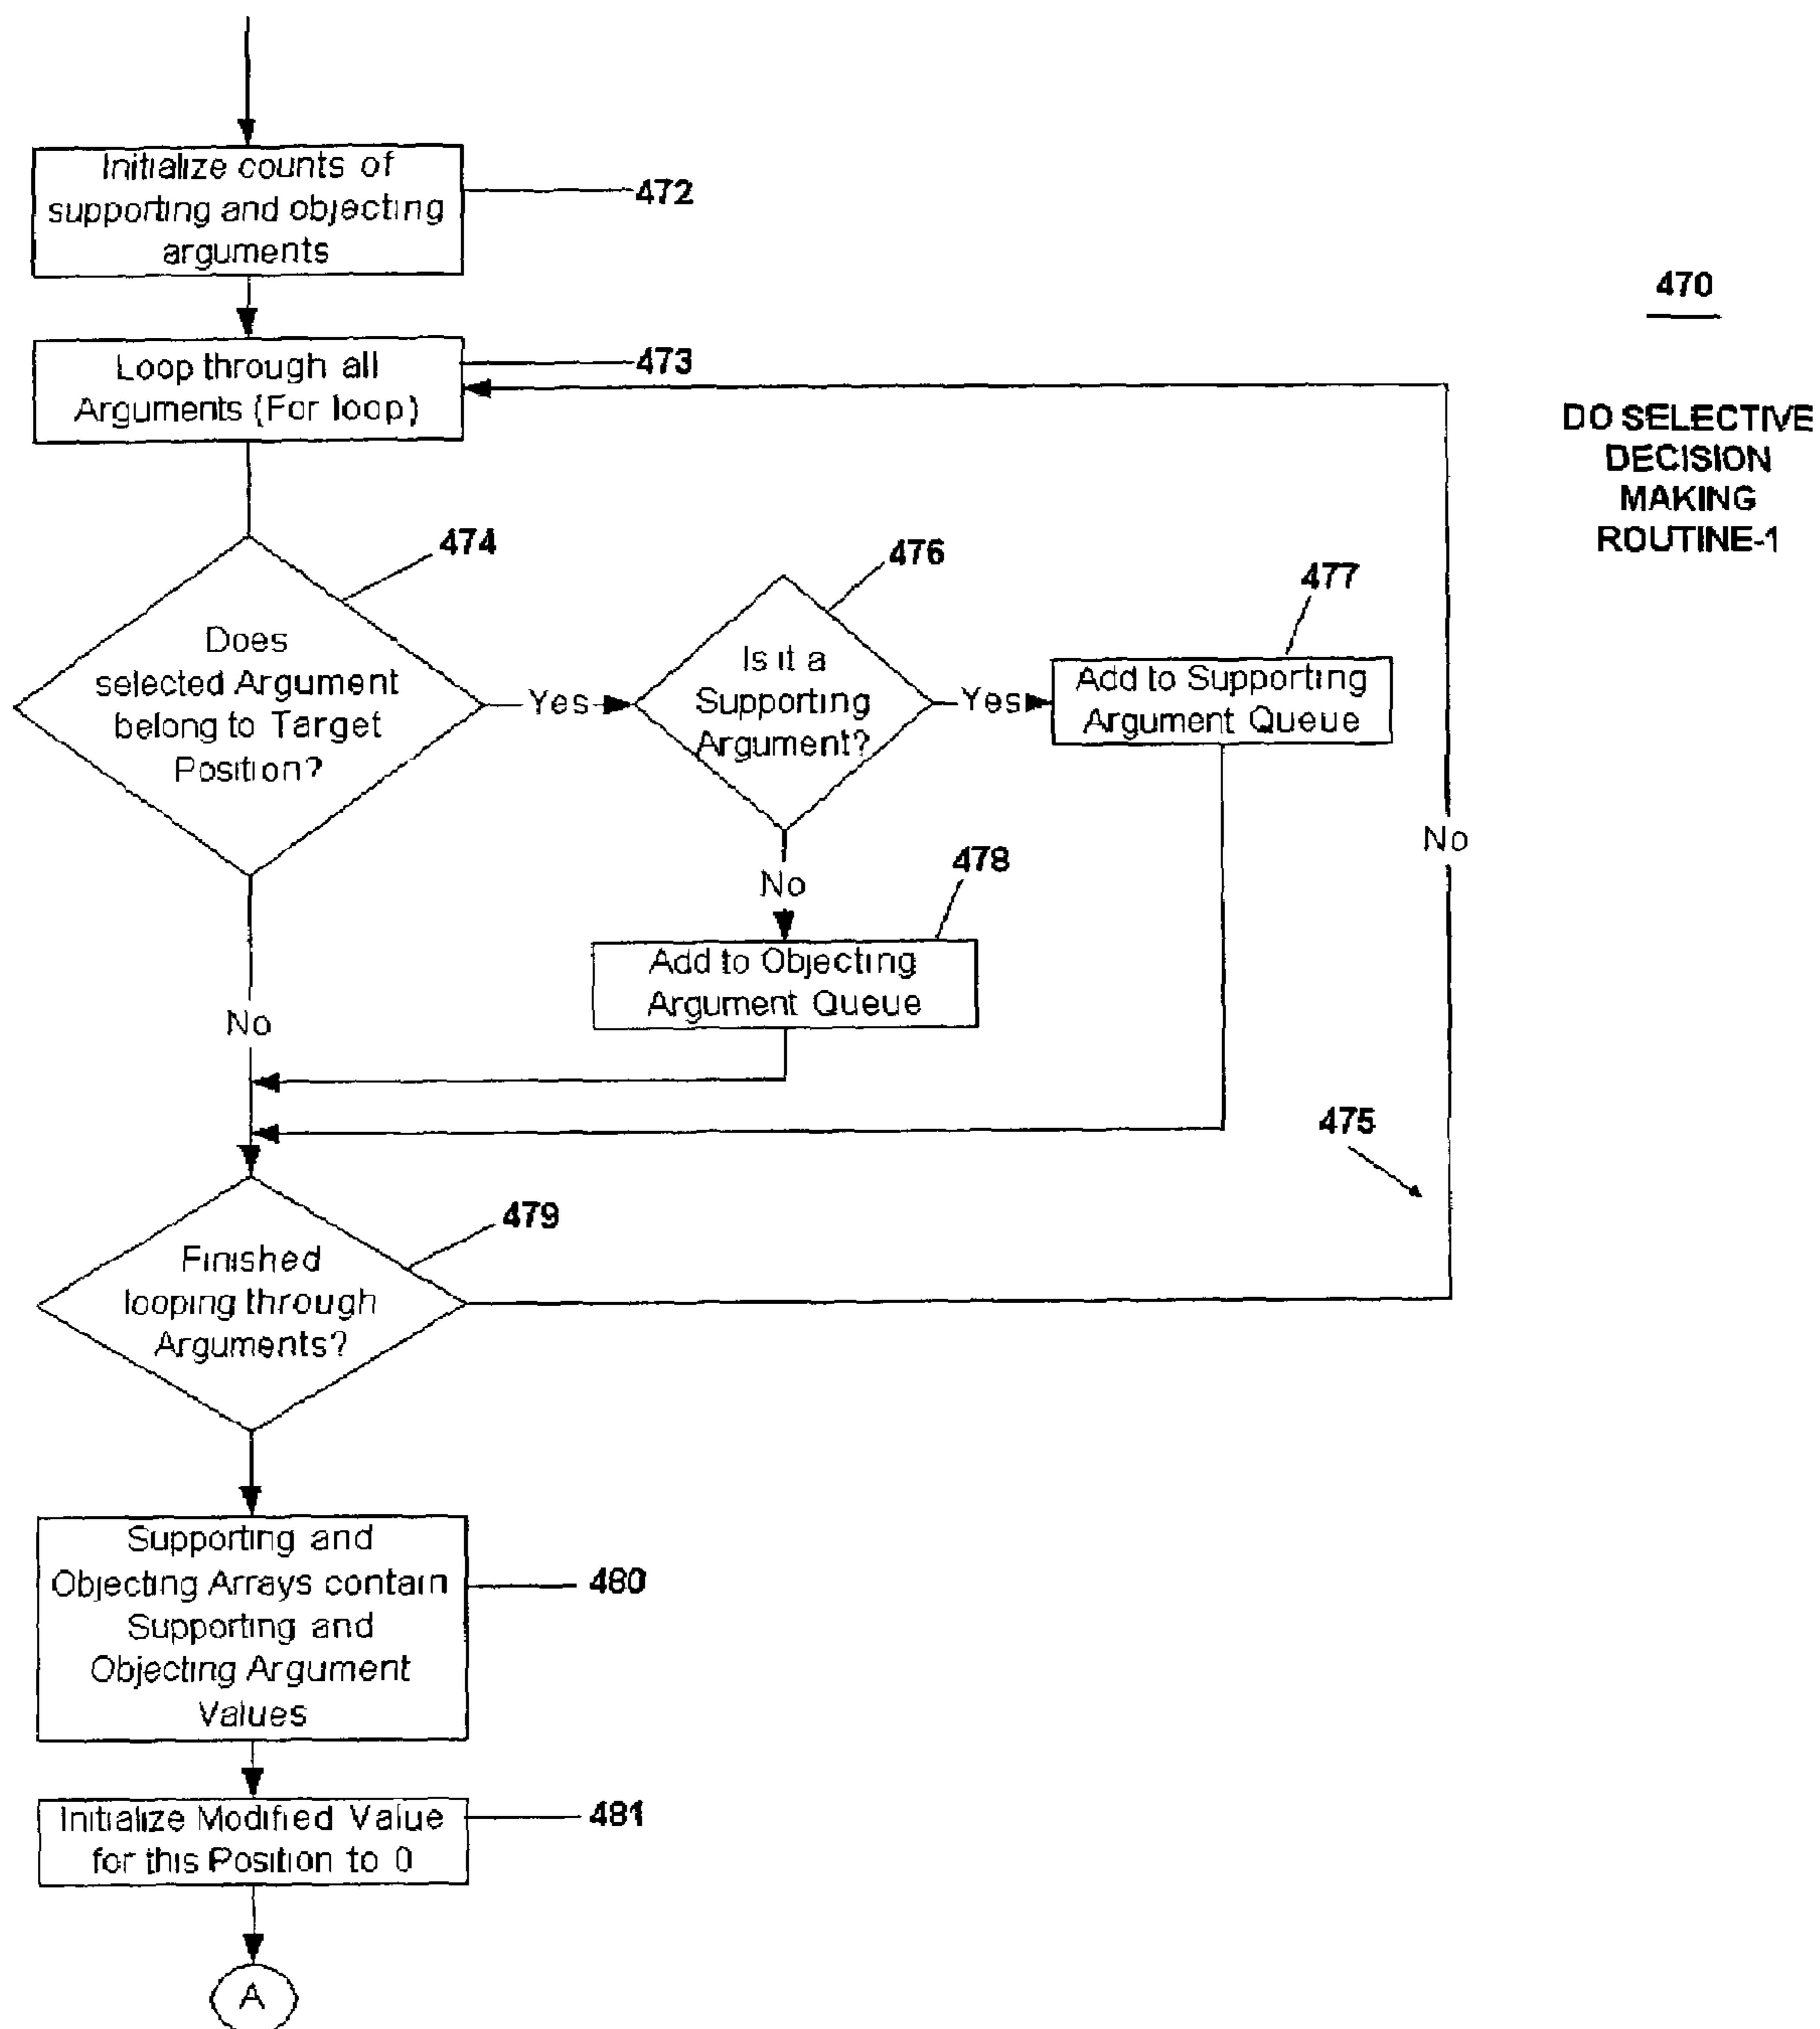 Initialize counts of
supporting and objecting
arguments
472
470
Loop through all
Arguments (For loop)
473
DO SELECTIVE
DECISION
MAKING
ROUTINE-1
474
476
477
Does
selected Argument
belong to Target
Position?
Yes
Is it a
Supporting
Argument?
Yes
Add to Supporting
Argument Queue
No
No
478
Add to Objecting
Argument Queue
No
475
479
Finished
looping through
Arguments?
Supporting and
Objecting Arrays contain
Supporting and
Objecting Argument
Values
480
Initialize Modified Value
for this Position to 0
481
A